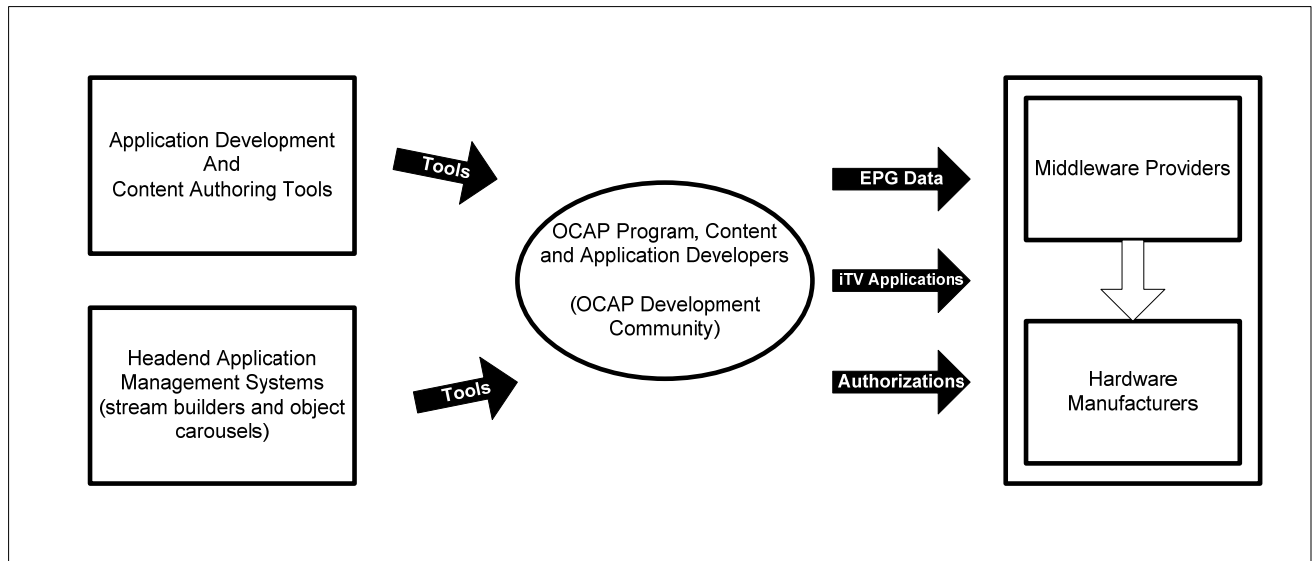 Application Development
And
Content Authoring Tools
Tools
Headend Application
Management Systems
(stream builders and object
carousels)
Tools
OCAP Program, Content
and Application Developers
(OCAP Development
Community)
EPG Data
iTV Applications
Authorizations
Middleware Providers
Hardware
Manufacturers